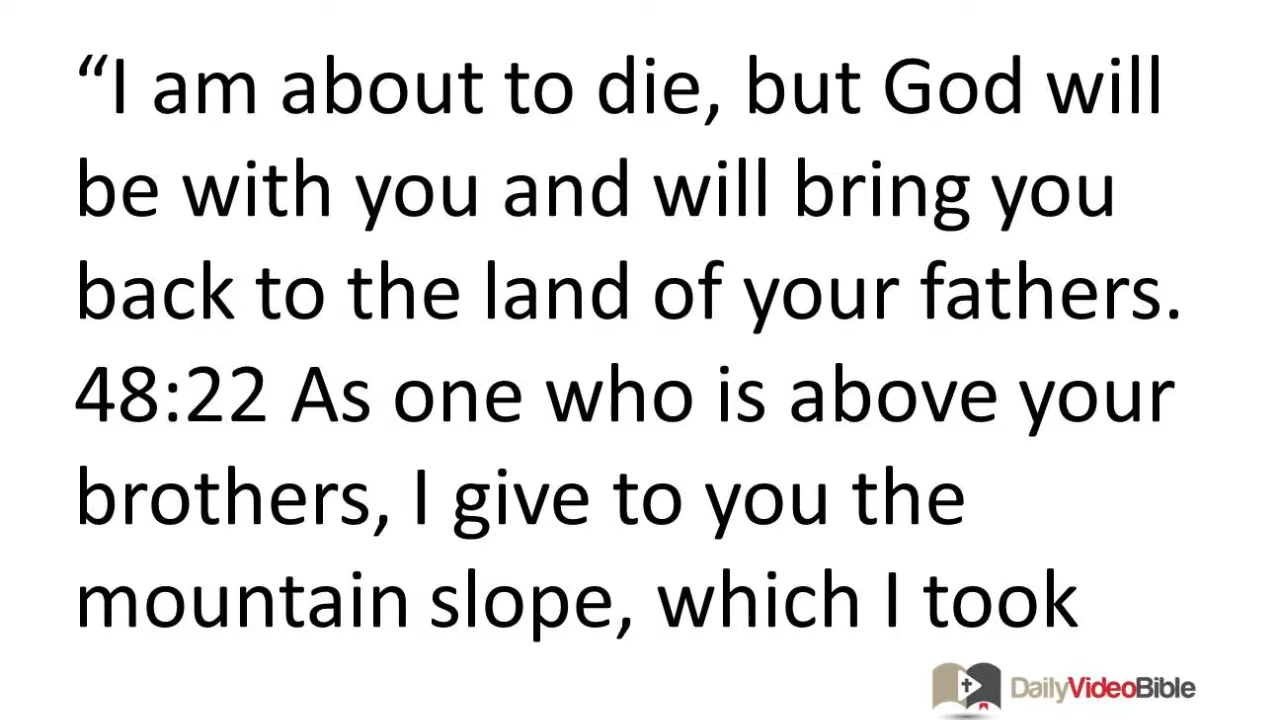 “I am about to die, but God will
be with you and will bring you
back to the land of your fathers.
48:22 As one who is above your
brothers, I give to you the
mountain slope, which I took
DailyVideoBible